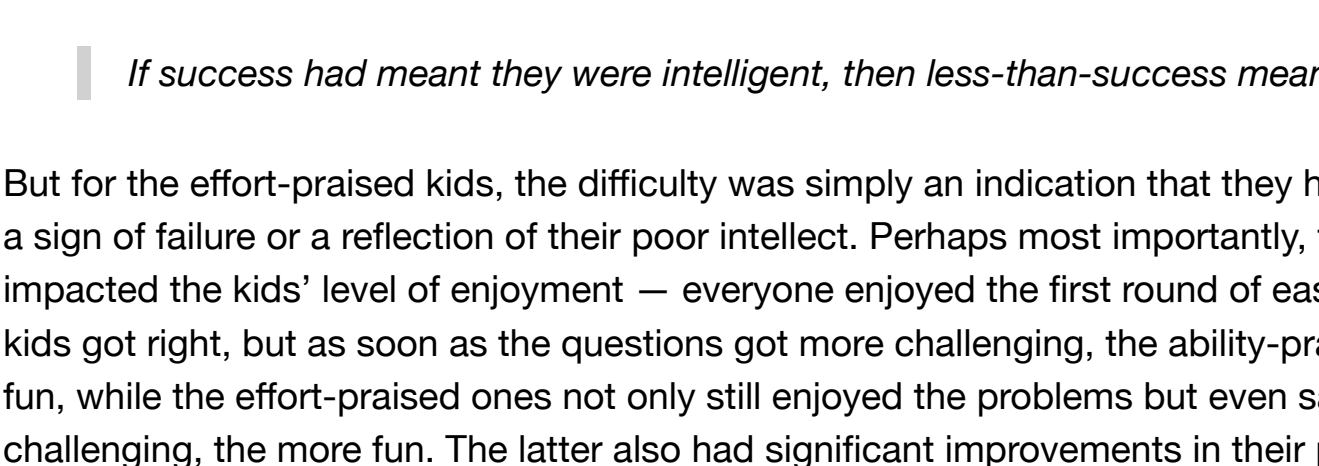 If success had meant they were intelligent, then less-than-success
But for the effort-praised kids, the difficulty was simply an indication that they
a sign of failure or a reflection of their poor intellect. Perhaps most importantly,
impacted the kids’ level of enjoyment — everyone enjoyed the first round of
kids got right, but as soon as the questions got more challenging, the
fun, while the effort-praised ones not only still enjoyed the problems but even
challenging, the more fun. The latter also had significant improvements in their